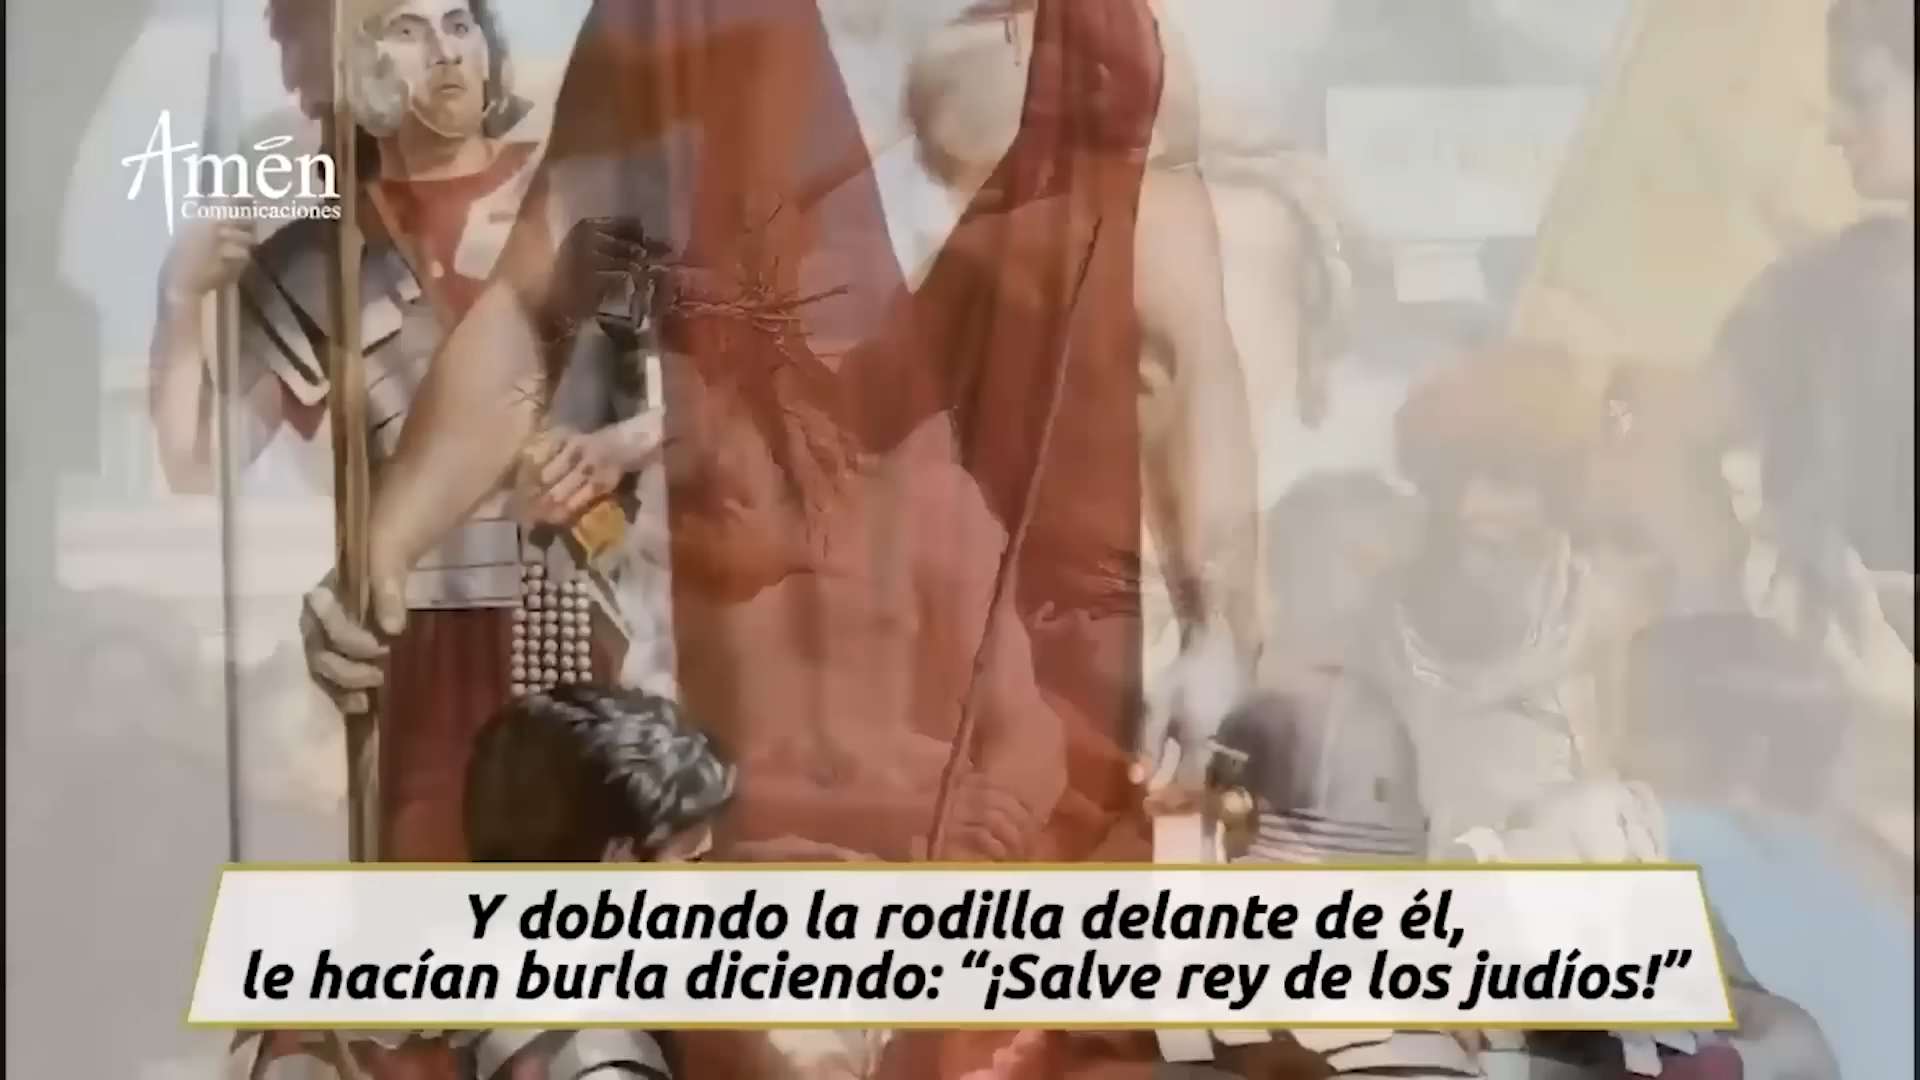 Amén
Comunicaciones
Y doblando la rodilla delante de él,
le hacían burla diciendo: “¡Salve rey de los judíos!”